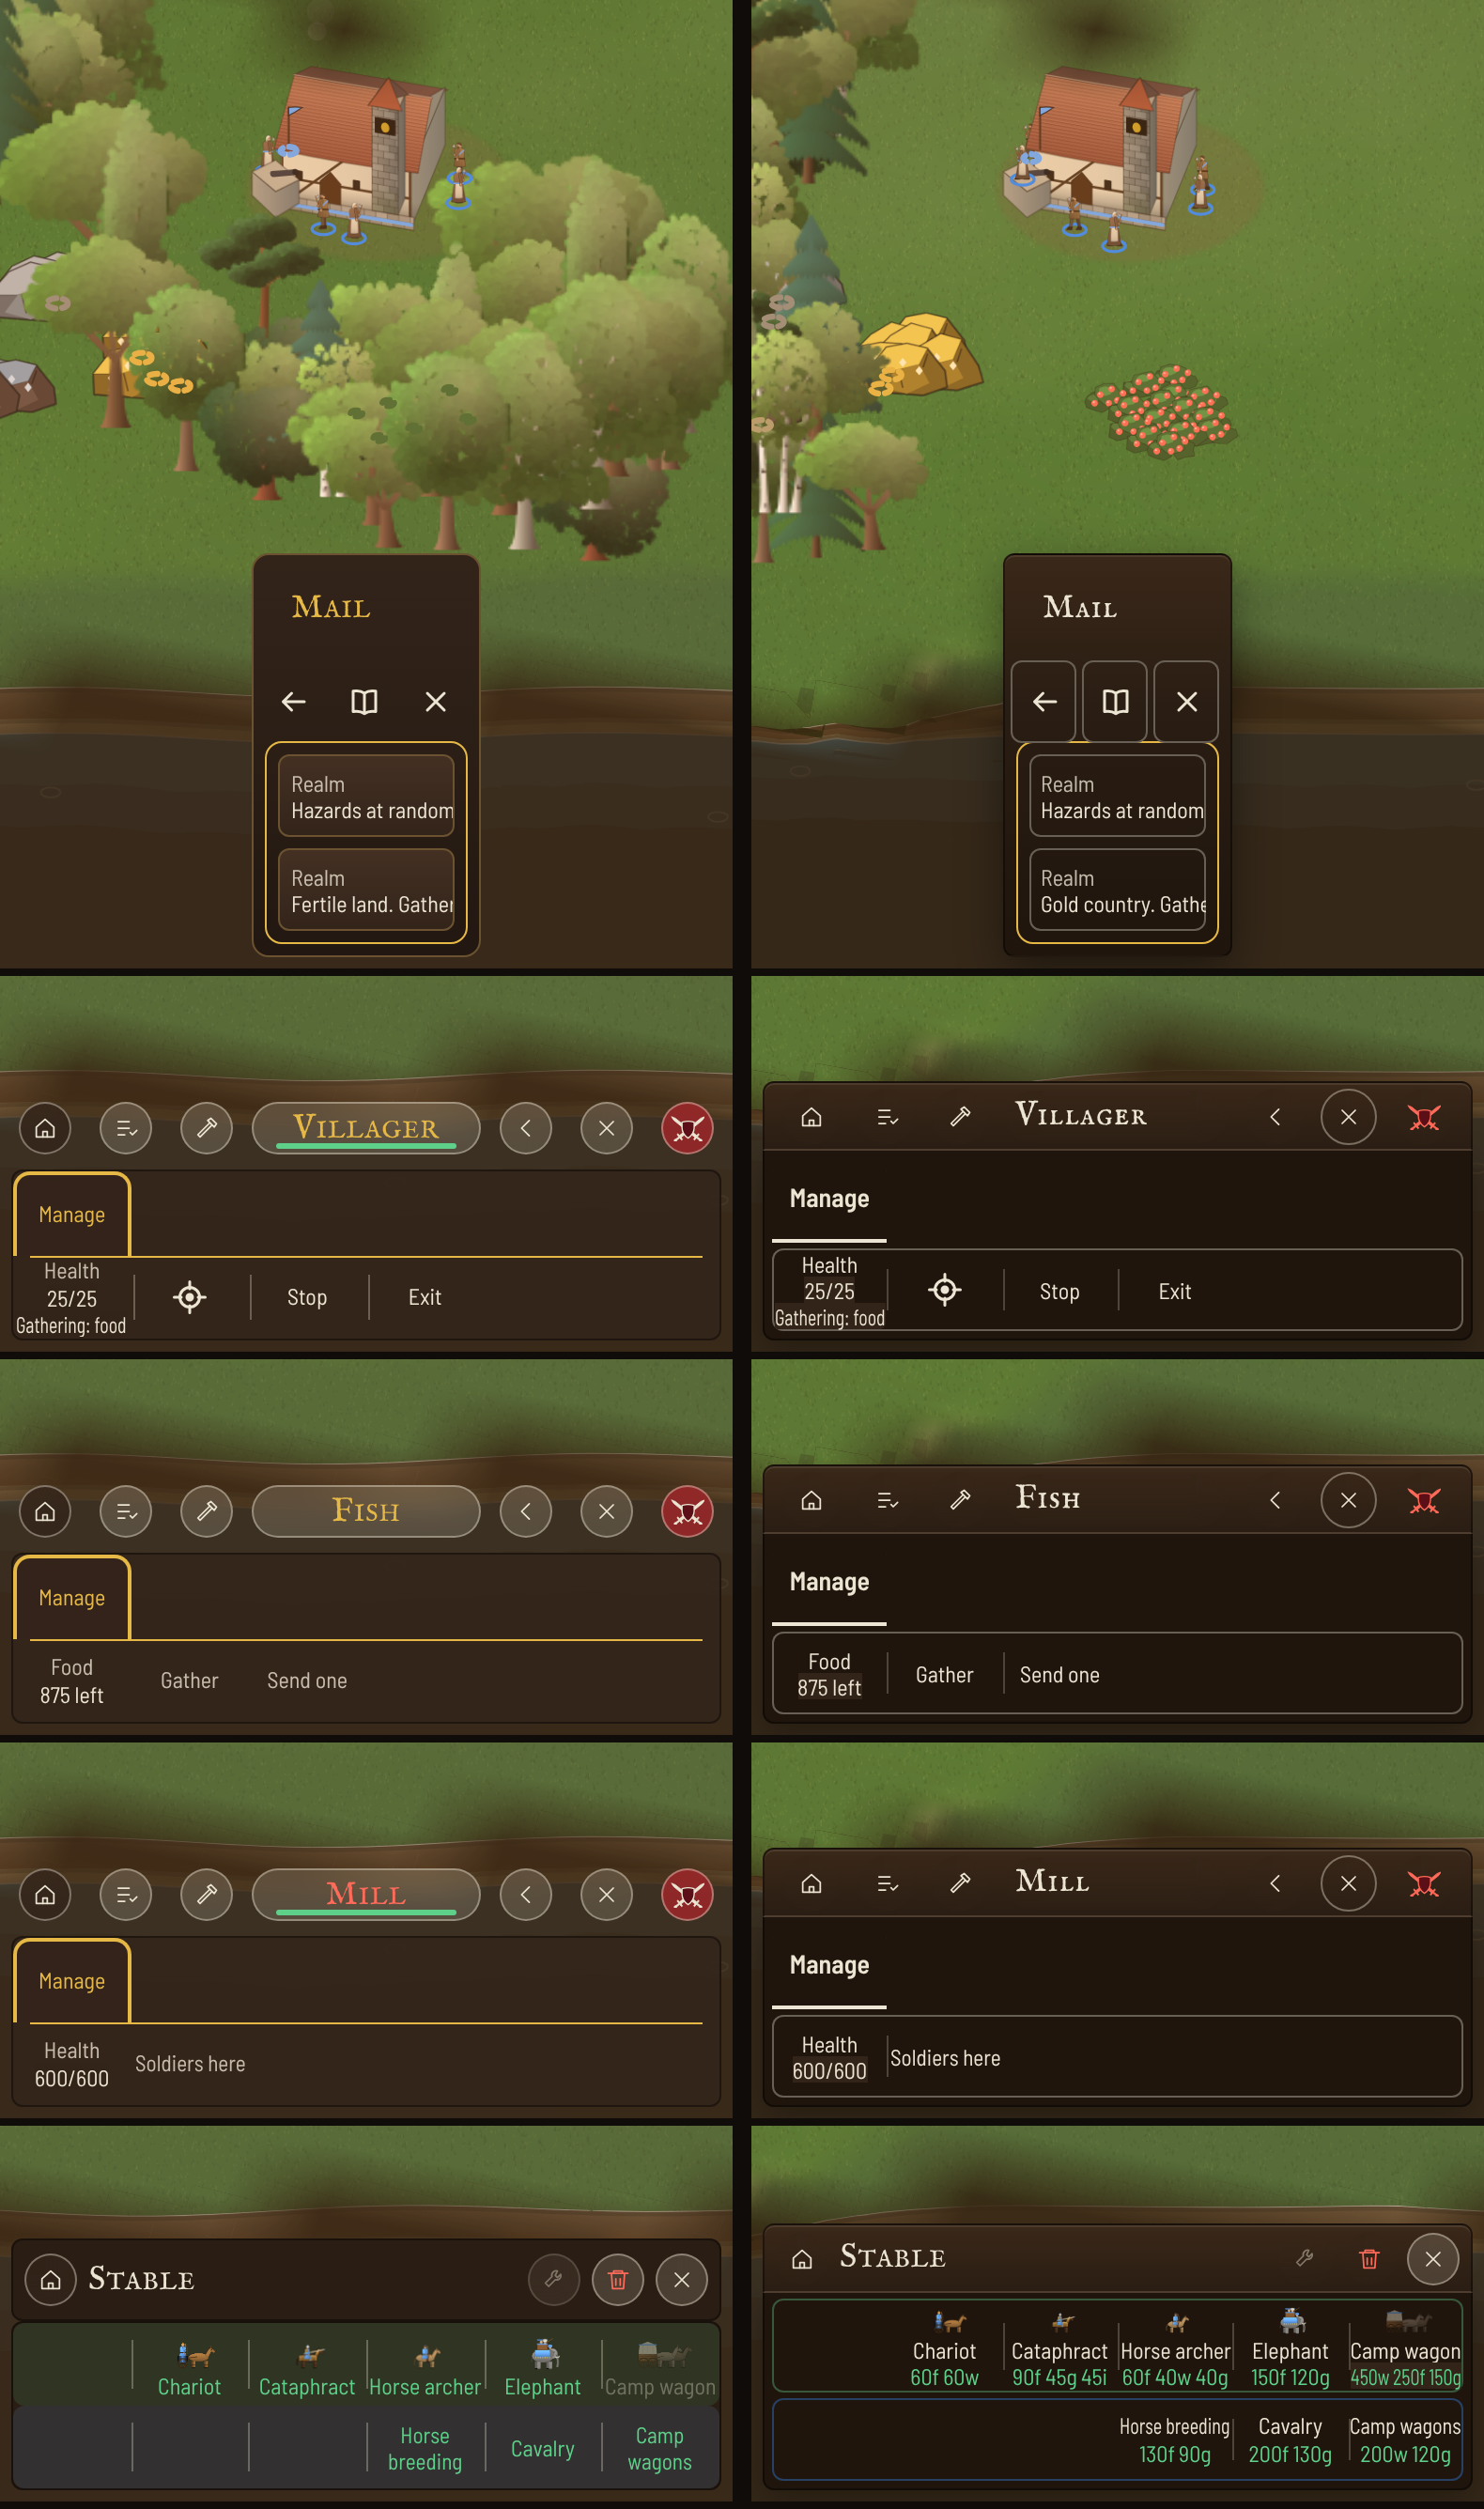 Mail
Realm
Hazards at random
Realm
Fertile land. Gather
Mail
Realm
Hazards at random
Realm
Gold country. Gathe
Villager
Manage
Health
25/25
Gathering: food
Stop
Exit
Villager
Manage
Health
25/25
Gathering: food
Stop
Exit
Fish
Manage
Food
875 left
Gather
Send one
Fish
Manage
Food
875 left
Gather
Send one
Mill
Manage
Health
600/600
Soldiers here
Mill
Manage
Health
600/600
Soldiers here
Stable
Chariot
Cataphract
Horse archer
Elephant
Camp wagon
Horse
breeding
Cavalry
Camp
wagons
Stable
Chariot
60f 60w
Cataphract
90f 45g 45i
Horse archer
60f 40w 40g
Elephant
150f 120g
Camp wagon
450w 250f 150g
Horse breeding
130f 90g
Cavalry
200f 130g
Camp wagons
200w 120g